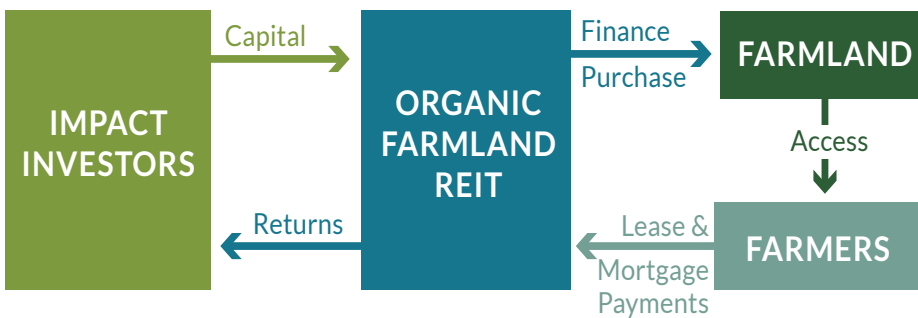 IMPACT
INVESTORS
Capital
Returns
ORGANIC
FARMLAND
REIT
Finance
Purchase
FARMLAND
Access
FARMERS
Lease &
Mortgage
Payments